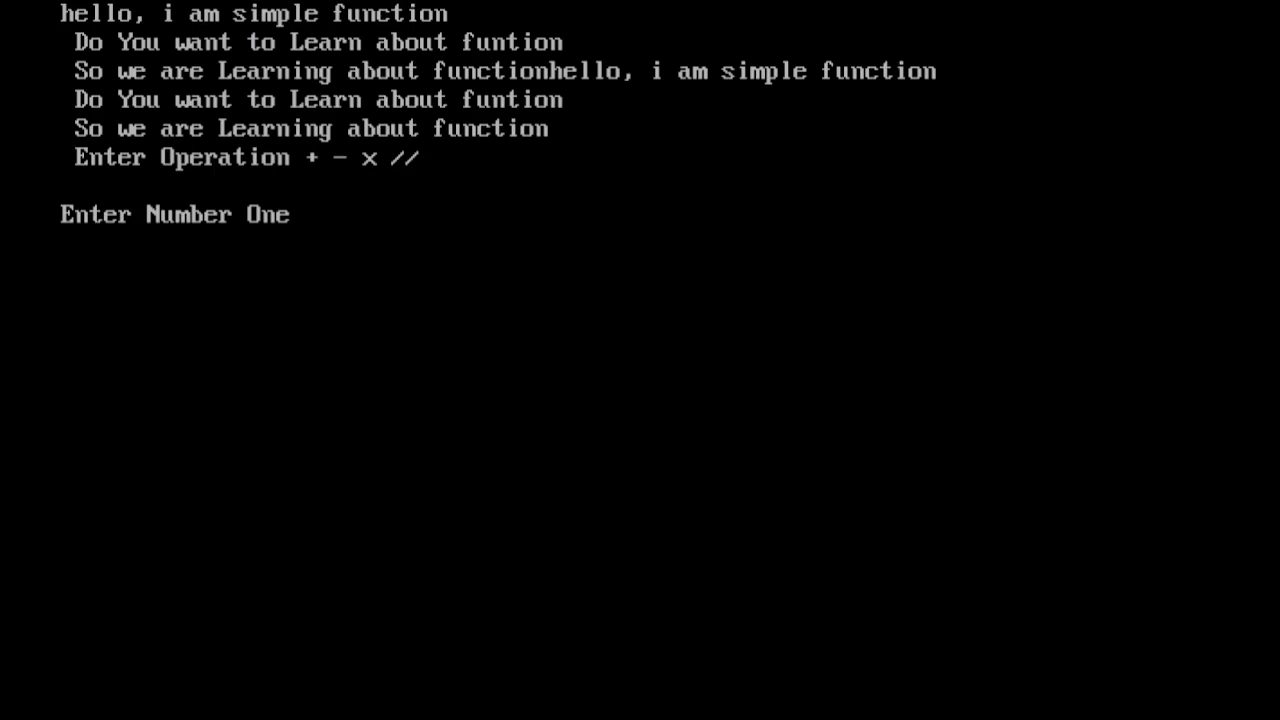 hello, i am simple function
Do You want to Learn about funtion
So we are Learning about functionhello, i am simple function
Do You want to Learn about funtion
So we are Learning about function
Enter Operation + - x //
Enter Number One